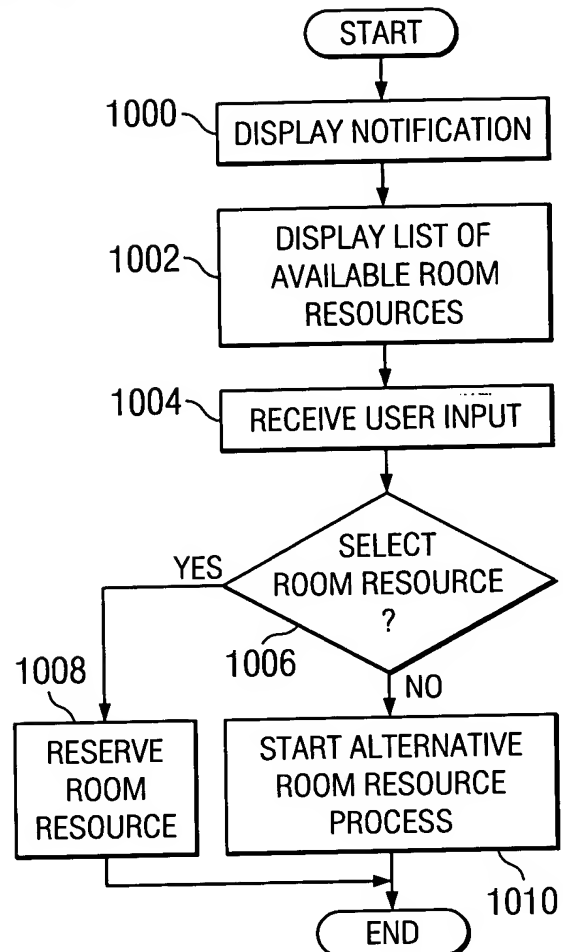 START
1000
DISPLAY NOTIFICATION
1002
DISPLAY LIST OF
AVAILABLE ROOM
RESOURCES
1004
RECEIVE USER INPUT
YES
SELECT
ROOM RESOURCE
?
1006
NO
1008
RESERVE
ROOM
RESOURCE
START ALTERNATIVE
ROOM RESOURCE
PROCESS
1010
END